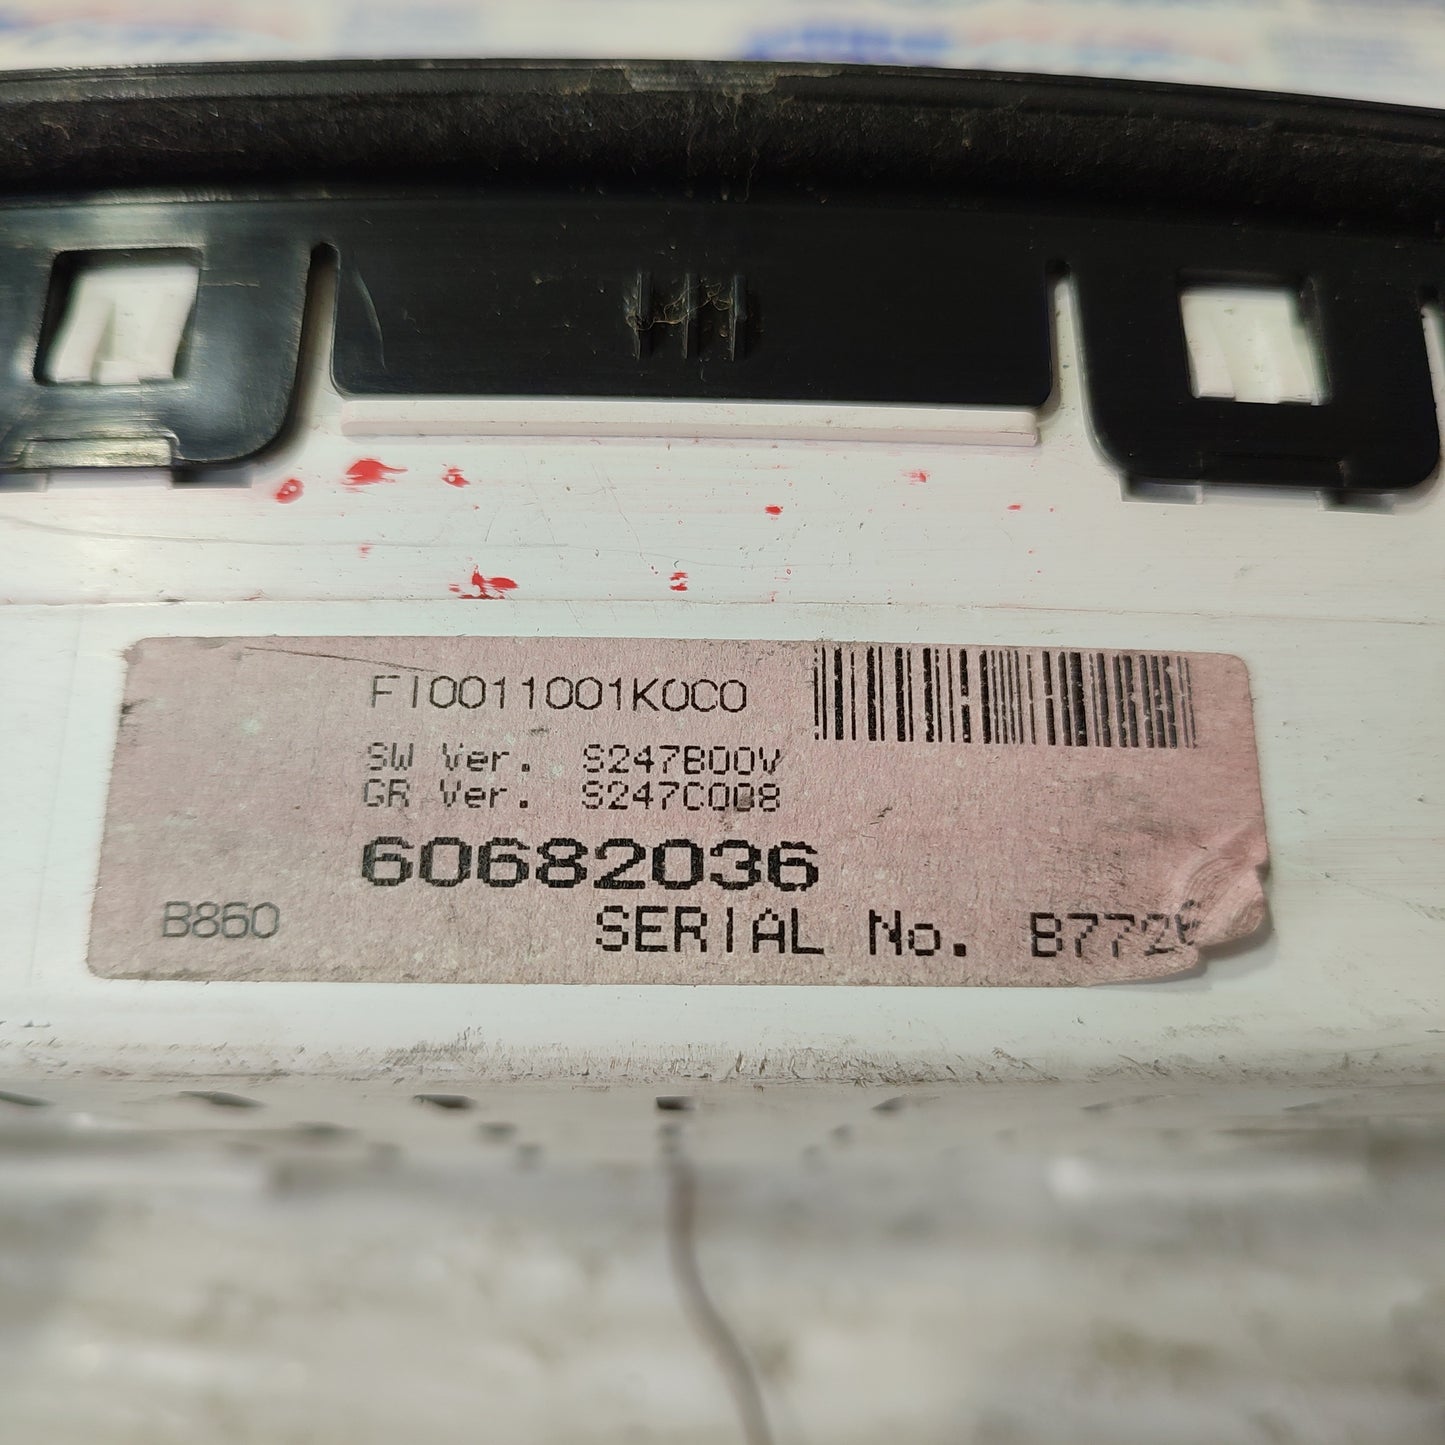 FI0011001K0C0
SW Ver. S247B00V
GR Ver. S247C008
60682036
B860
SERIAL No.